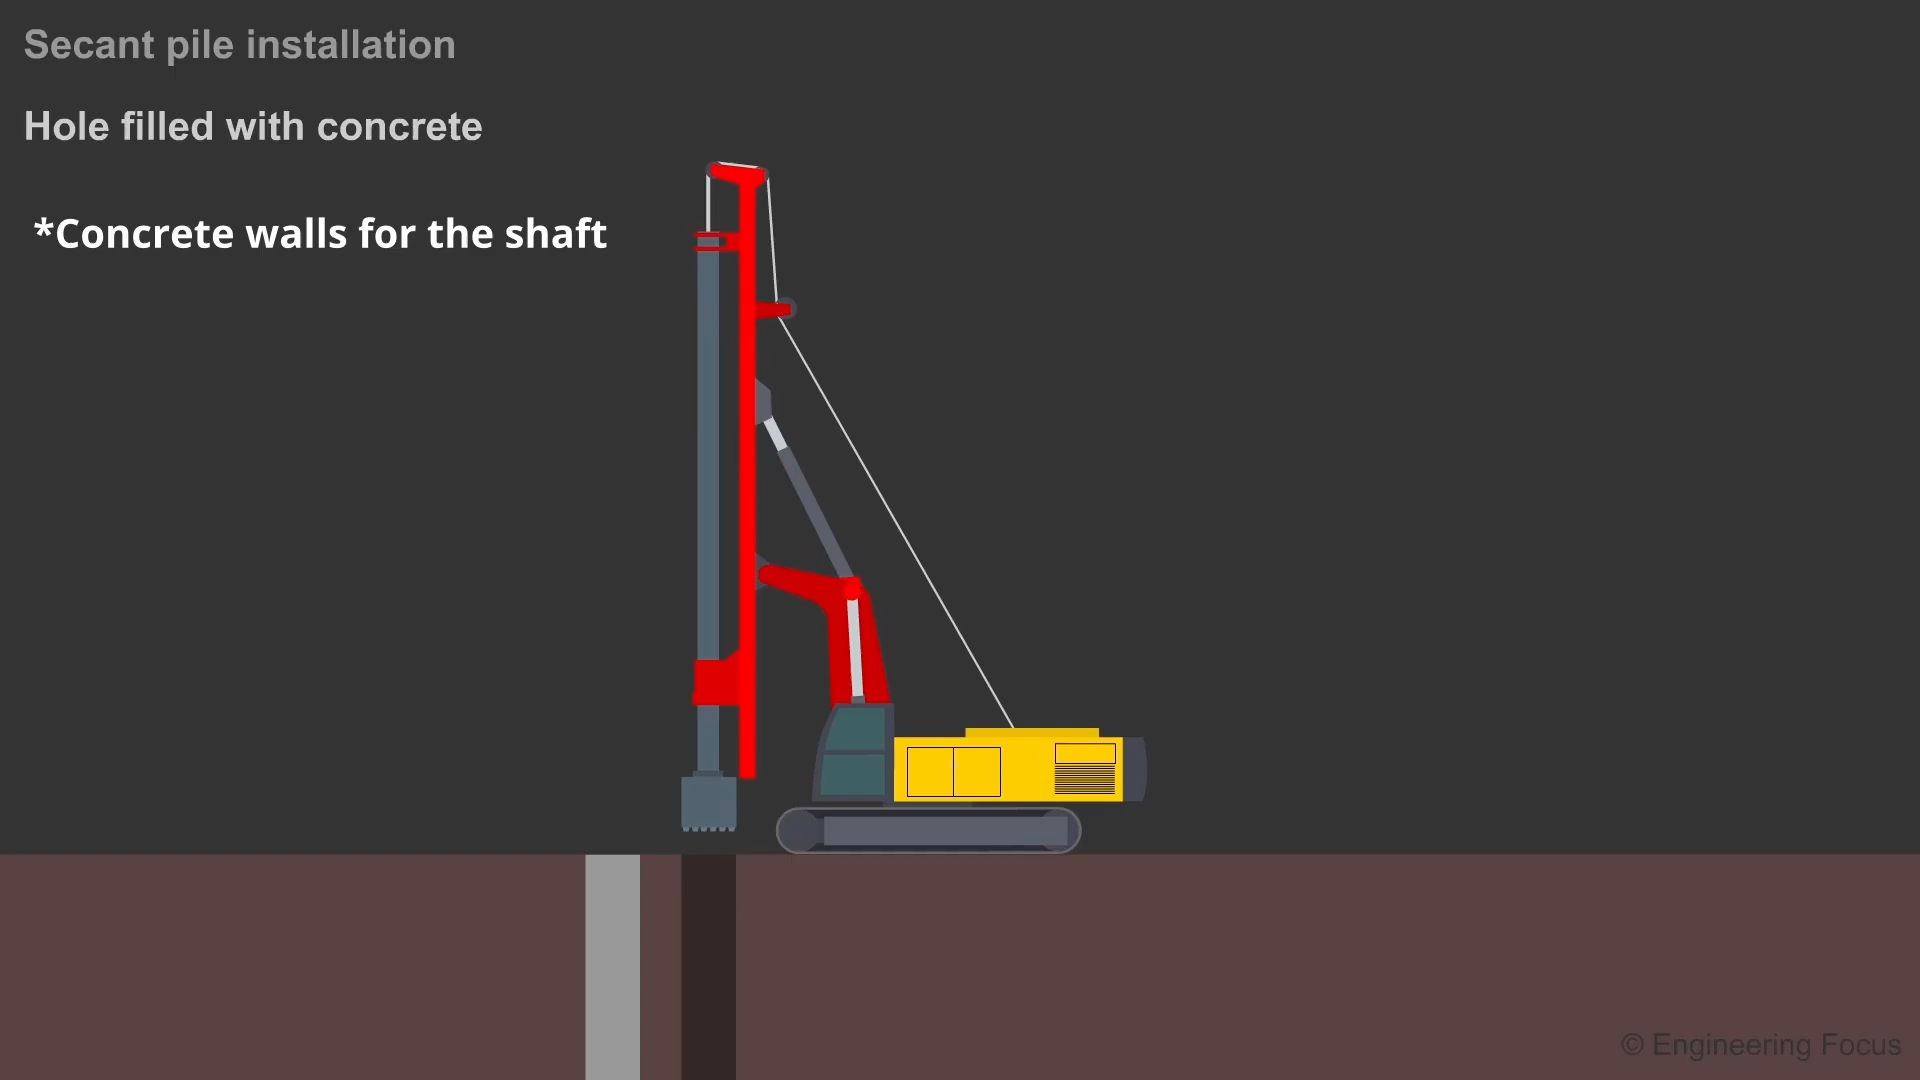 Secant pile installation
Hole filled with concrete
*Concrete walls for the shaft
© Engineering Focus